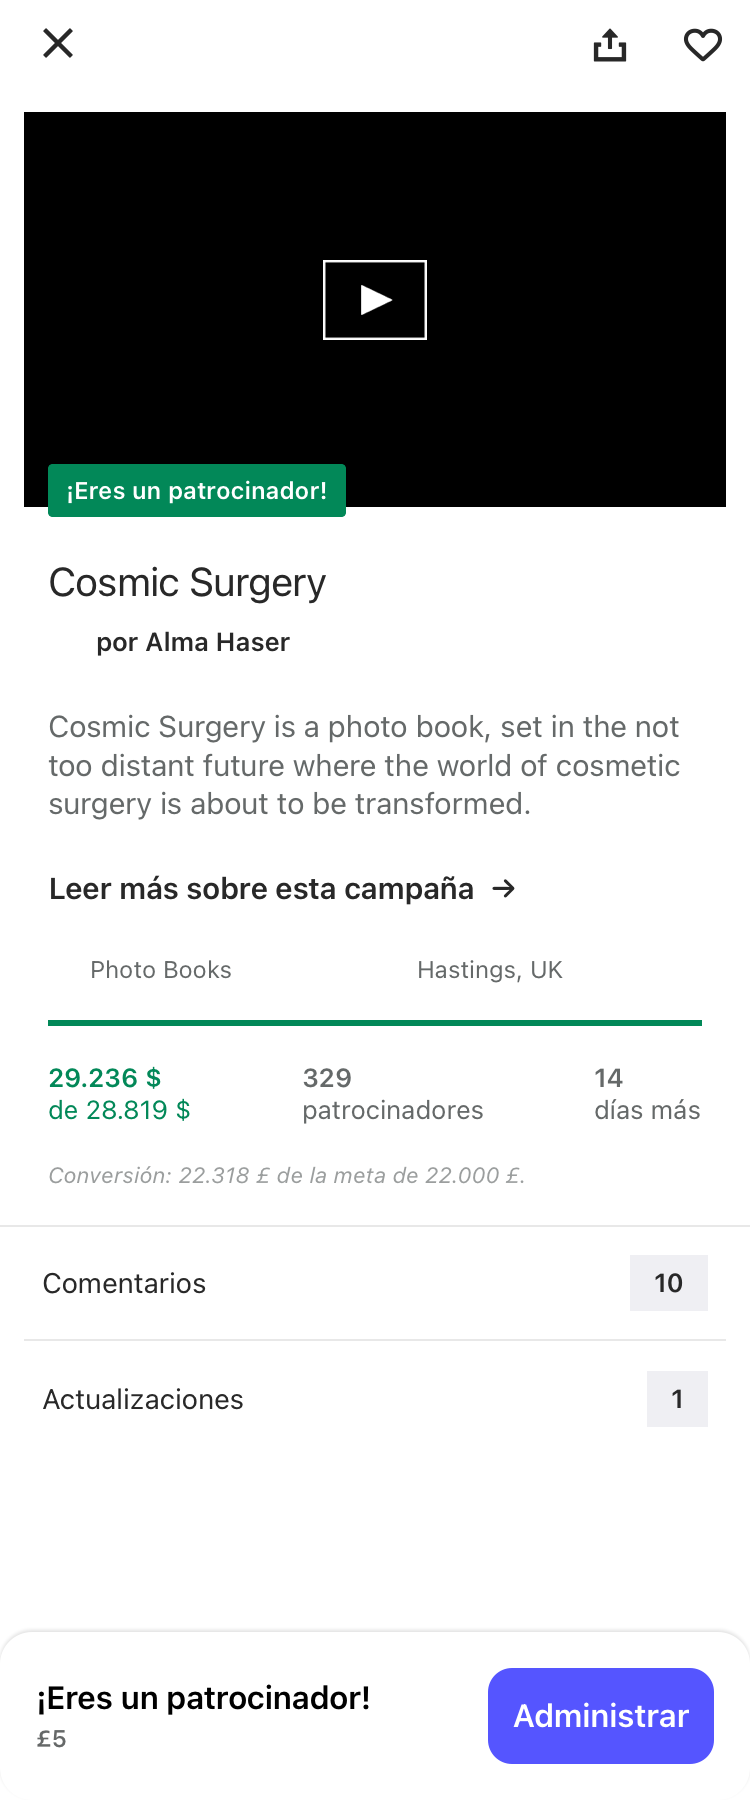 ¡Eres un patrocinador!
Cosmic Surgery
por Alma Haser
Cosmic Surgery is a photo book, set in the not
too distant future where the world of cosmetic
surgery is about to be transformed.
Leer más sobre esta campaña →
Photo Books
Hastings, UK
29.236 $
de 28.819 $
329
patrocinadores
14
días más
Conversión: 22.318 £ de la meta de 22.000 £.
Comentarios
10
Actualizaciones
1
¡Eres un patrocinador!
£5
Administrar